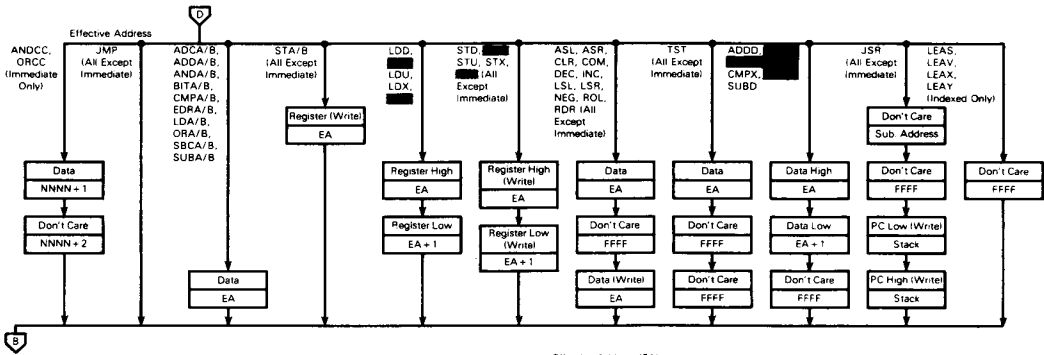 D
Effective Address
ANDCC,
ORCC
(Immediate
Only)
JMP
(All Except
Immediate)
ADCA/B,
ADDA/B,
ANDA/B,
BITA/B,
CMPA/B,
EDRA/B,
LDA/B,
ORA/B,
SBCA/B,
SUBA/B
STA/B
(All Except
Immediate)
LDD,
LDU,
LDX,
STD,
STU, STX,
(All
Except
Immediate)
ASL, ASR,
CLR, COM,
DEC, INC,
LSL, LSR,
NEG, ROL,
RDR (All
Except
Immediate)
TST
(All Except
Immediate)
ADDD,
CMPX,
SUBD
JSR
(All Except
Immediate)
LEAS,
LEAV,
LEAX,
LEAY
(Indexed Only)
Data
NNNN + 1
Don't Care
NNNN + 2
Data
EA
Register (Write)
EA
Register High
EA
Register Low
EA + 1
Register High
(Write)
EA
Register Low
(Write)
EA + 1
Data
EA
Don't Care
FFFF
Data (Write)
EA
Data
EA
Don't Care
FFFF
Don't Care
FFFF
Data High
EA
Data Low
EA + 1
Don't Care
FFFF
Don't Care
Sub. Address
Don't Care
FFFF
PC Low (Write)
Stack
PC High (Write)
Stack
Don't Care
FFFF
B